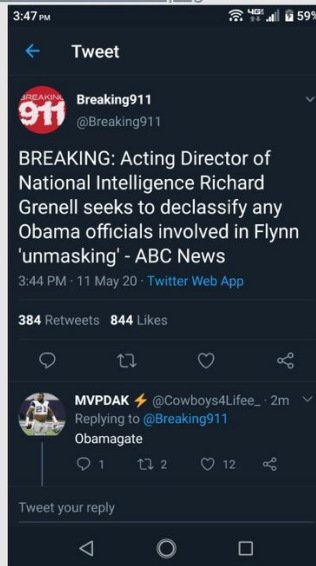 3:47 PM 4G 59%
Tweet
BREAKING
911
Breaking911
@Breaking911
BREAKING: Acting Director of
National Intelligence Richard
Grenell seeks to declassify any
Obama officials involved in Flynn
'unmasking' - ABC News
3:44 PM · 11 May 20 · Twitter Web App
384 Retweets 844 Likes
MVPDAK ⚡ @Cowboys4Lifee_ · 2m
Replying to @Breaking911
Obamagate
1 2 12
Tweet your reply